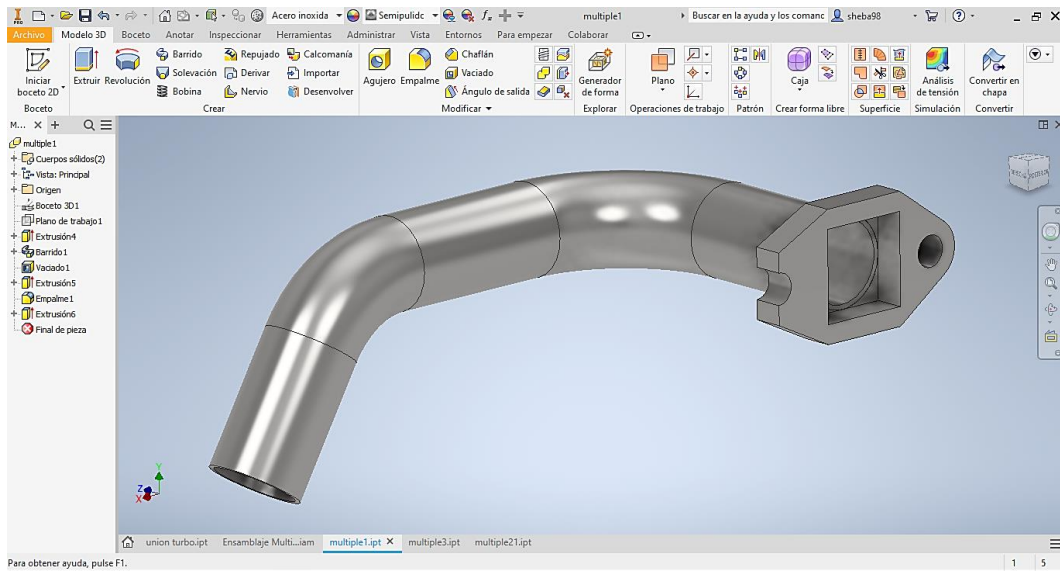 PRO Acero inoxida Semipulidc fx multiple1 Buscar en la ayuda y los comanc sheba98
Archivo Modelo 3D Boceto Anotar Inspeccionar Herramientas Administrar Vista Entornos Para empezar Colaborar
Iniciar boceto 2D
Extruir
Revolución
Barrido
Solevación
Bobina
Repujado
Derivar
Nervio
Calcomanía
Importar
Desenvolver
Agujero
Empalme
Chaflán
Vaciado
Ángulo de salida
Generador de forma
Plano
Caja
Análisis de tensión
Convertir en chapa
Boceto Crear Modificar Explorar Operaciones de trabajo Patrón Crear forma libre Superficie Simulación Convertir
M... × +
multiple1
Cuerpos sólidos(2)
Vista: Principal
Origen
Boceto 3D1
Plano de trabajo1
Extrusión4
Barrido1
Vaciado1
Extrusión5
Empalme1
Extrusión6
Final de pieza
Y
Z
X
union turbo.ipt Ensamblaje Multi...iam multiple1.ipt × multiple3.ipt multiple21.ipt
Para obtener ayuda, pulse F1. 1 5